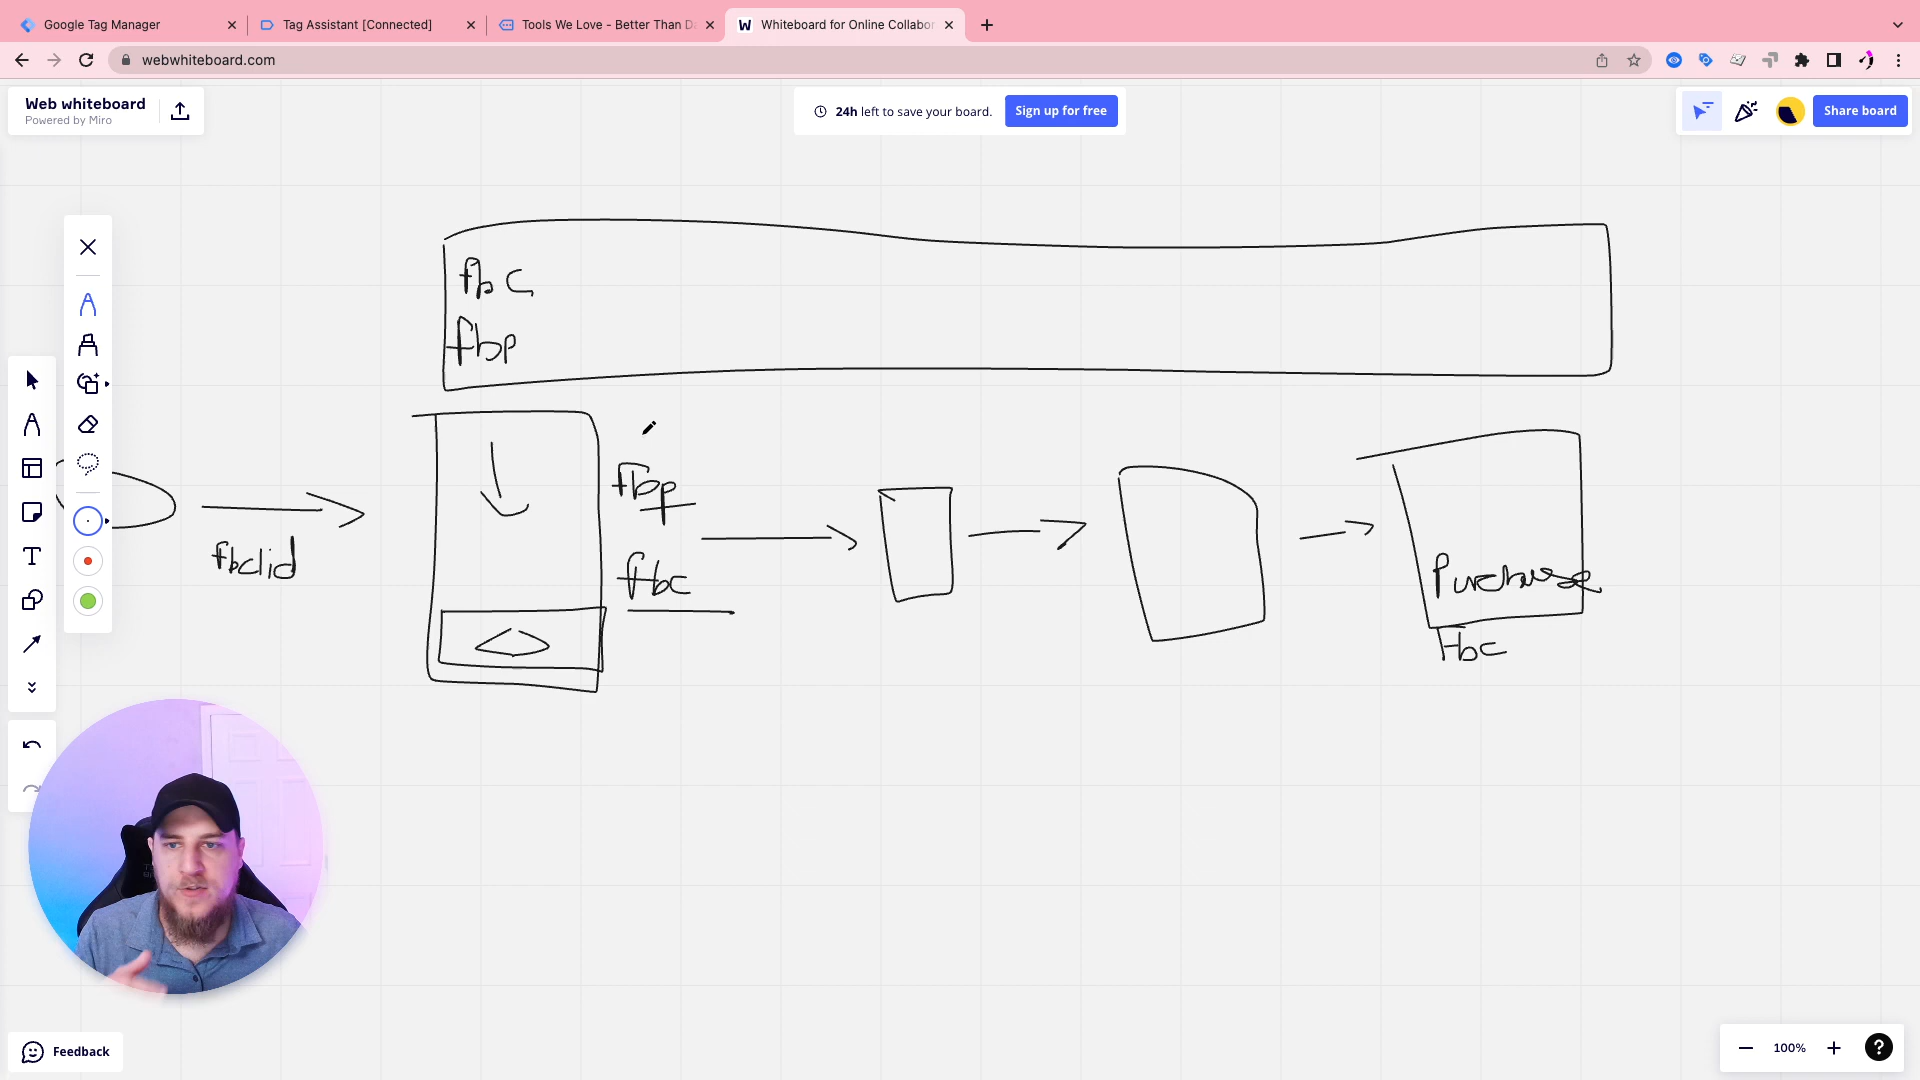 Google Tag Manager
Tag Assistant [Connected]
Tools We Love - Better Than D
Whiteboard for Online Collabor
webwhiteboard.com
Web whiteboard
Powered by Miro
24h left to save your board.
Sign up for free
Share board
fbc
fbp
fbclid
fbp
fbc
Purchase
Fbc
Feedback
100%